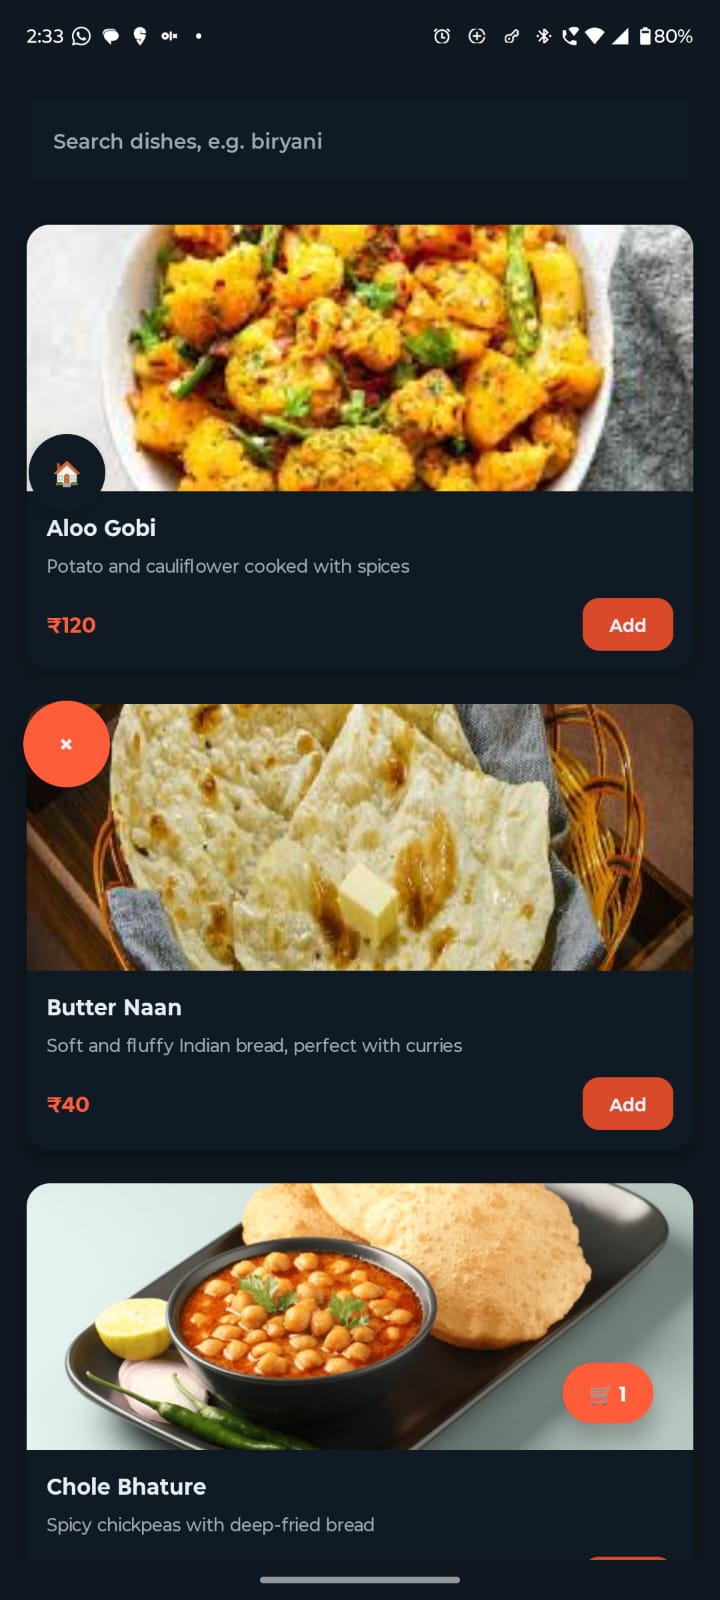 2:33
olx
80%
Search dishes, e.g. biryani
Aloo Gobi
Potato and cauliflower cooked with spices
₹120
Add
×
Butter Naan
Soft and fluffy Indian bread, perfect with curries
₹40
Add
1
Chole Bhature
Spicy chickpeas with deep-fried bread